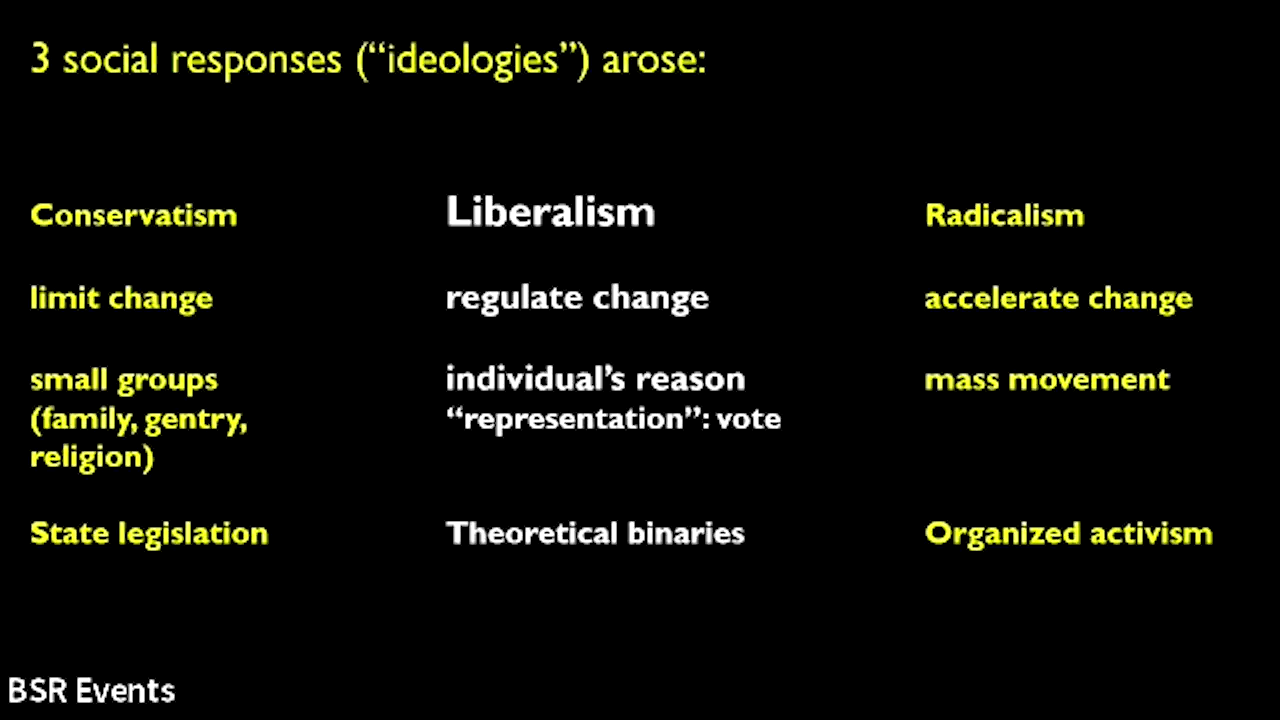 3 social responses (“ideologies”) arose:
Conservatism
limit change
small groups
(family, gentry,
religion)
State legislation
Liberalism
regulate change
individual’s reason
“representation”: vote
Theoretical binaries
Radicalism
accelerate change
mass movement
Organized activism
BSR Events